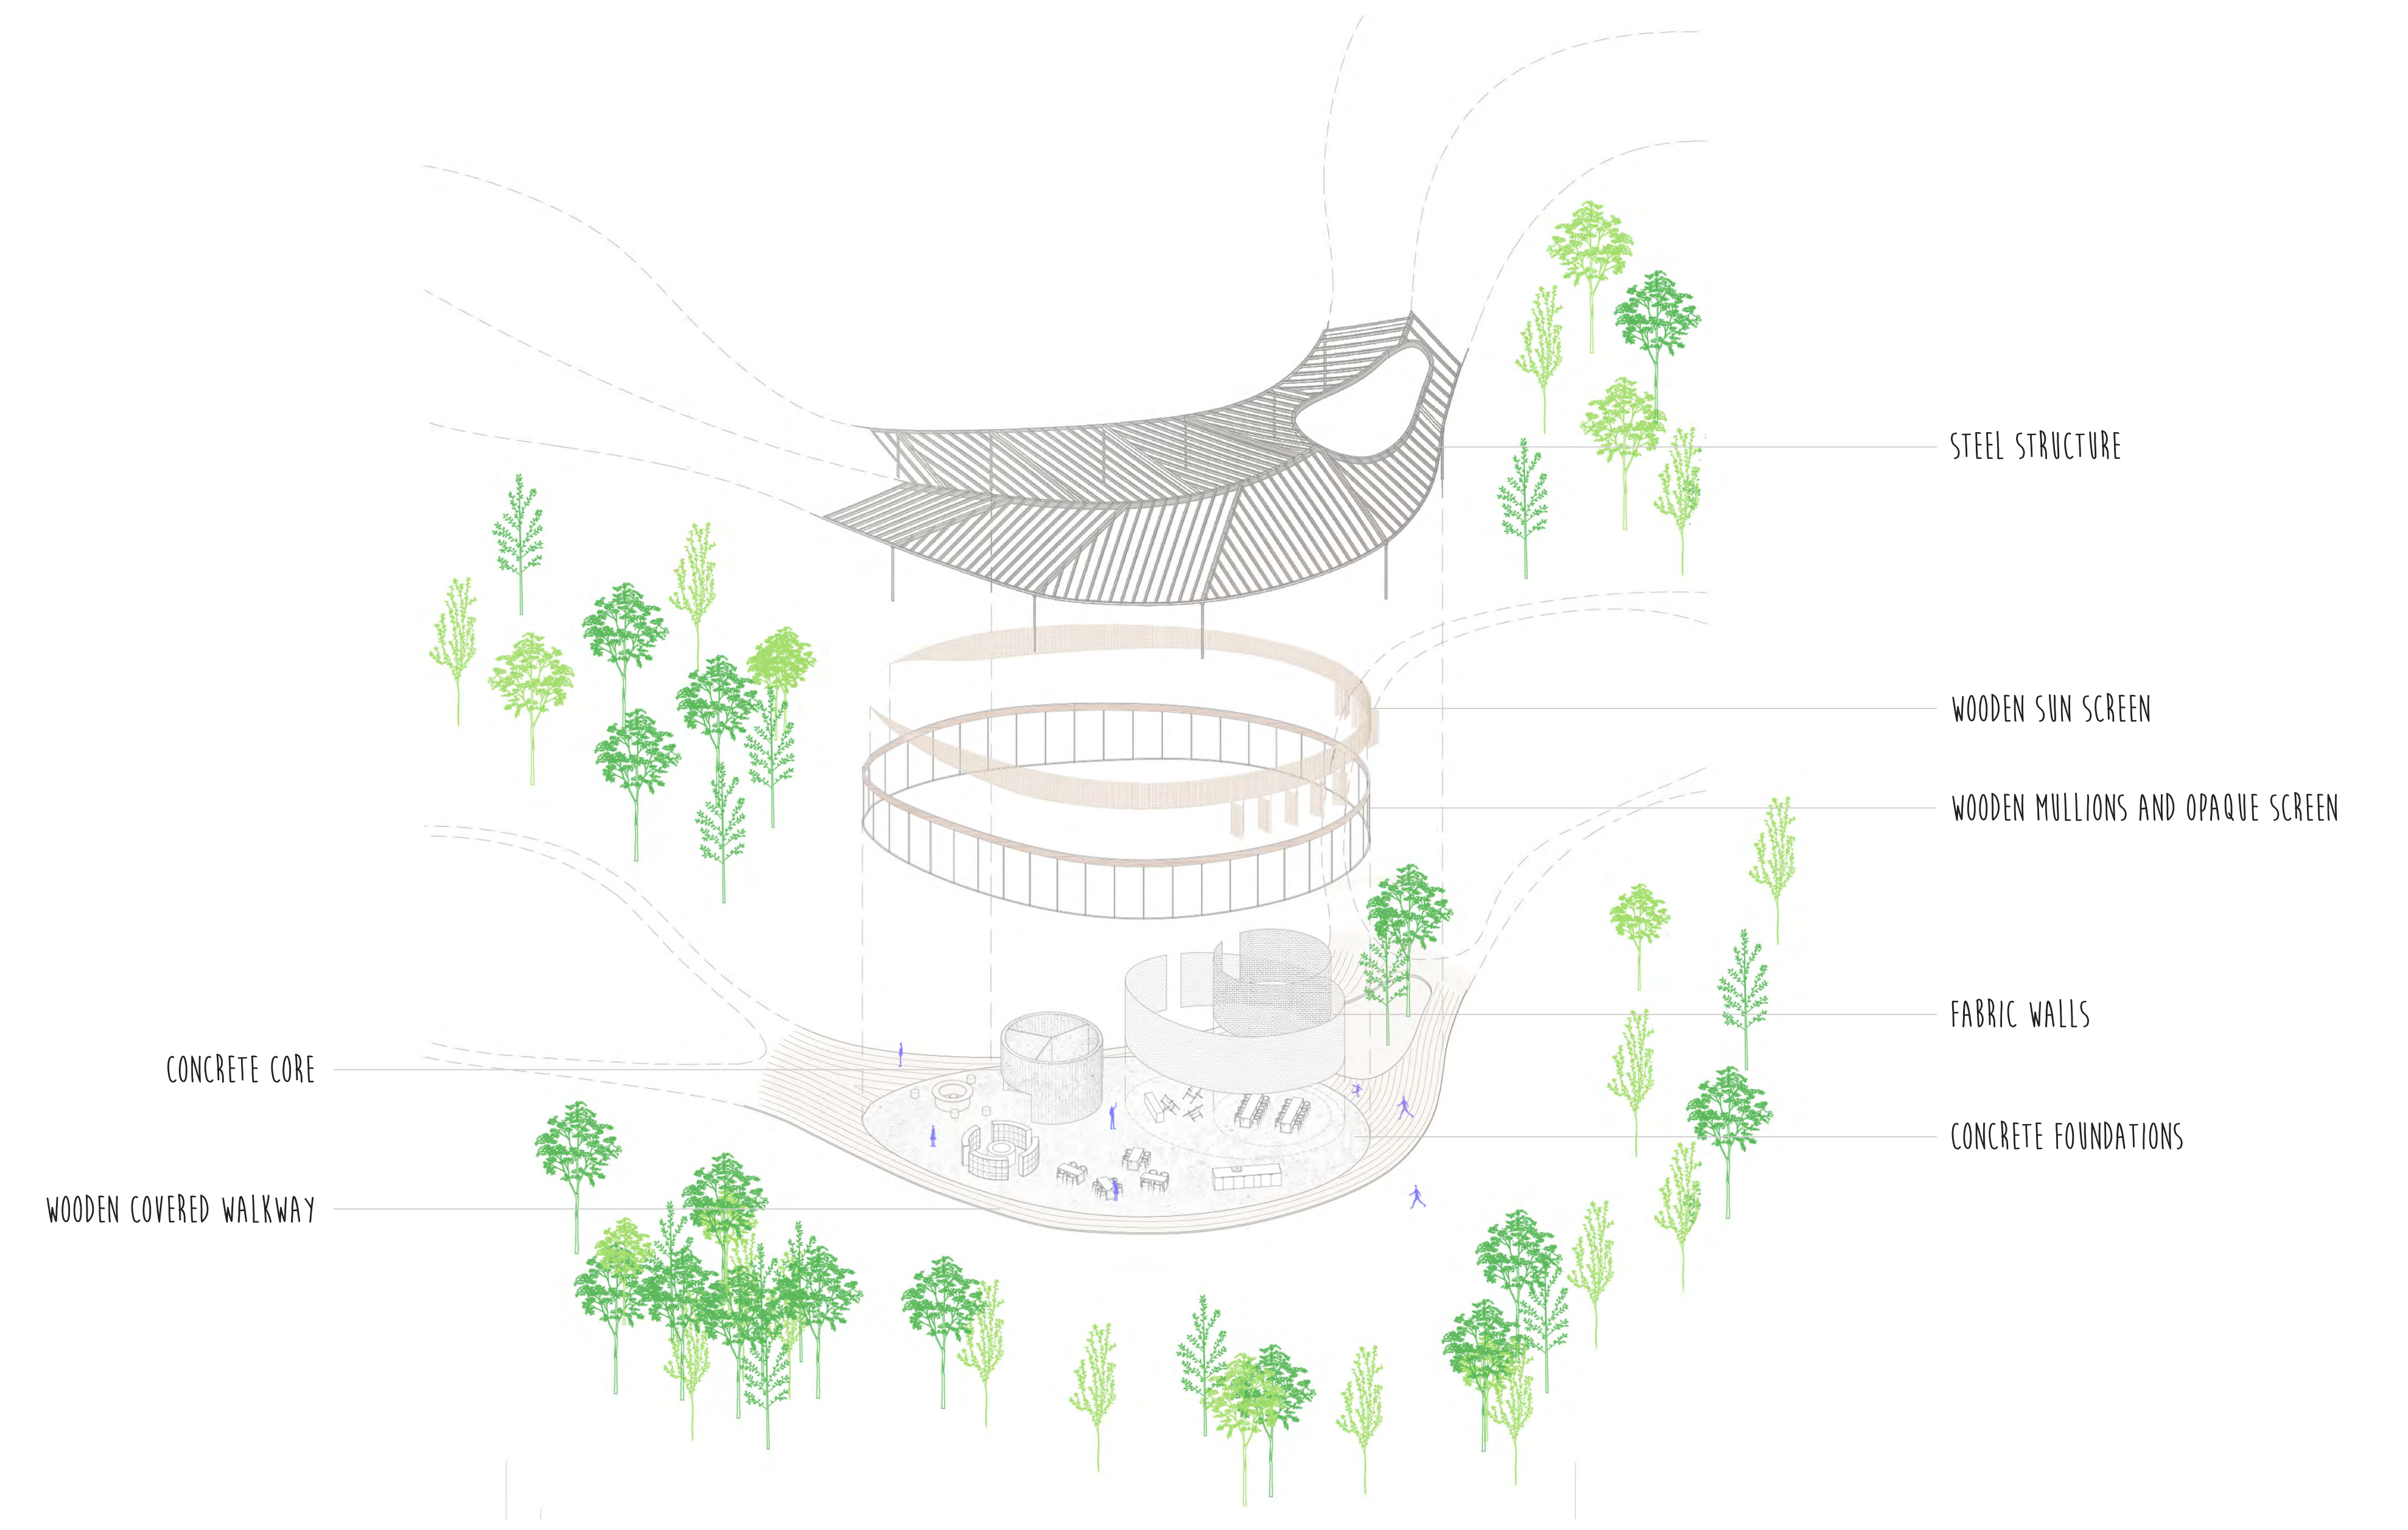 STEEL STRUCTURE
WOODEN SUN SCREEN
WOODEN MULLIONS AND OPAQUE SCREEN
FABRIC WALLS
CONCRETE CORE
CONCRETE FOUNDATIONS
WOODEN COVERED WALKWAY